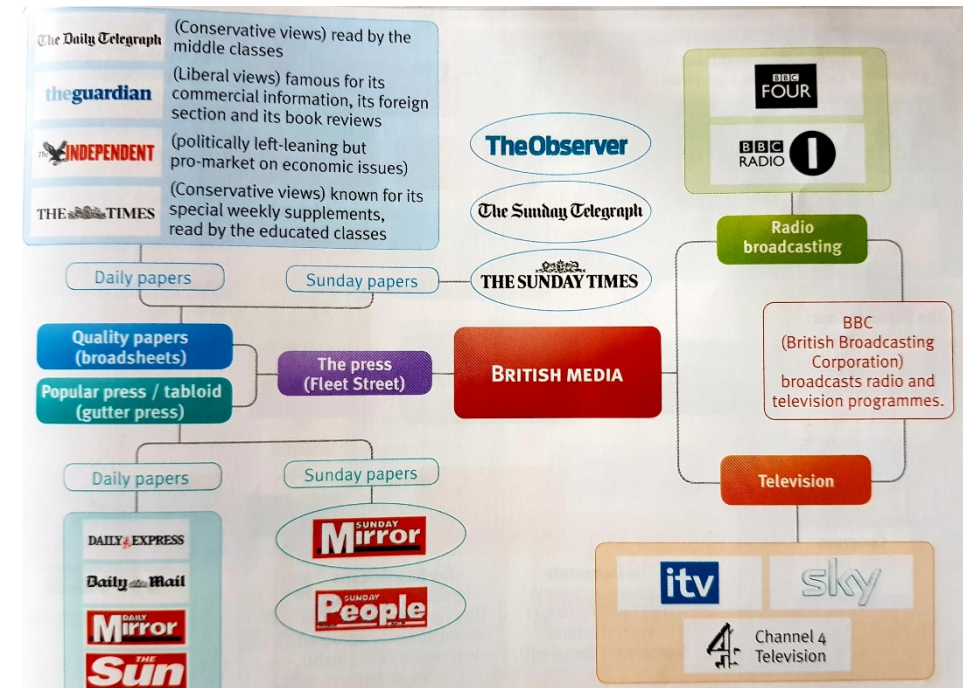 The Daily Telegraph
(Conservative views) read by the
middle classes
theguardian
(Liberal views) famous for its
commercial information, its foreign
section and its book reviews
The INDEPENDENT
(politically left-leaning but
pro-market on economic issues)
THE TIMES
(Conservative views) known for its
special weekly supplements,
read by the educated classes
Daily papers
Sunday papers
TheObserver
The Sunday Telegraph
THE SUNDAY TIMES
Quality papers
(broadsheets)
Popular press / tabloid
(gutter press)
The press
(Fleet Street)
BRITISH MEDIA
BBC
FOUR
BBC
RADIO 1
Radio
broadcasting
BBC
(British Broadcasting
Corporation)
broadcasts radio and
television programmes.
Television
itv
sky
4
Channel 4
Television
Daily papers
Sunday papers
DAILY EXPRESS
Daily Mail
DAILY
Mirror
THE
Sun
SUNDAY
Mirror
SUNDAY
People